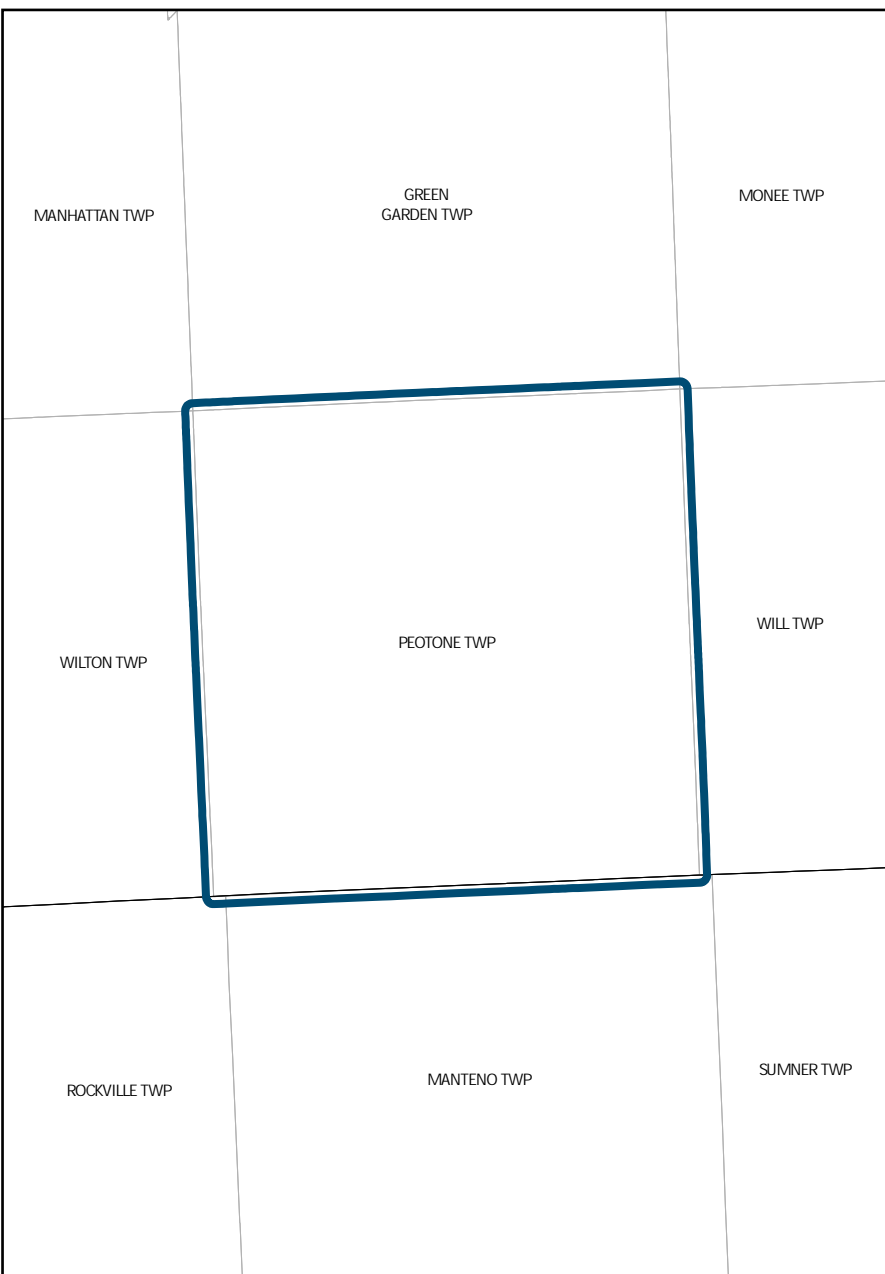 GREEN
GARDEN TWP
MONEE TWP
MANHATTAN TWP
WILL TWP
PEOTONE TWP
WILTON TWP
SUMNER TWP
MANTENO TWP
ROCKVILLE TWP